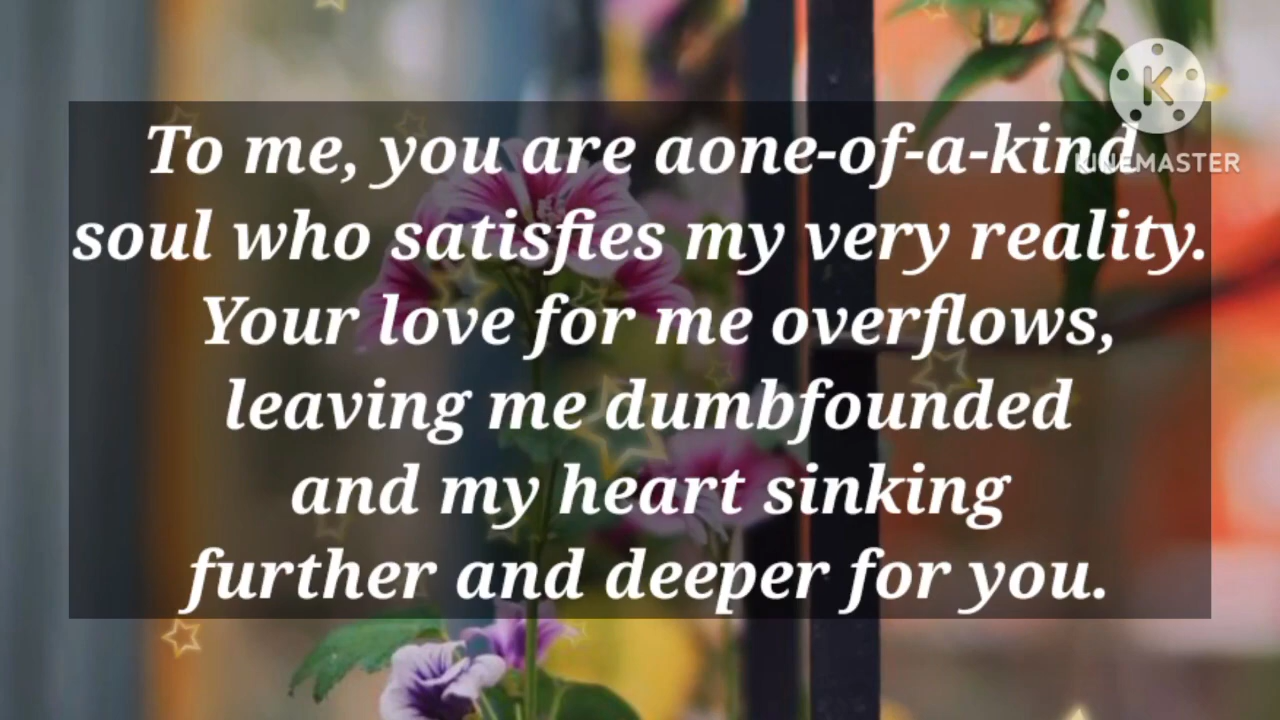 K
KINEMASTER
To me, you are aone-of-a-kind
soul who satisfies my very reality.
Your love for me overflows,
leaving me dumbfounded
and my heart sinking
further and deeper for you.